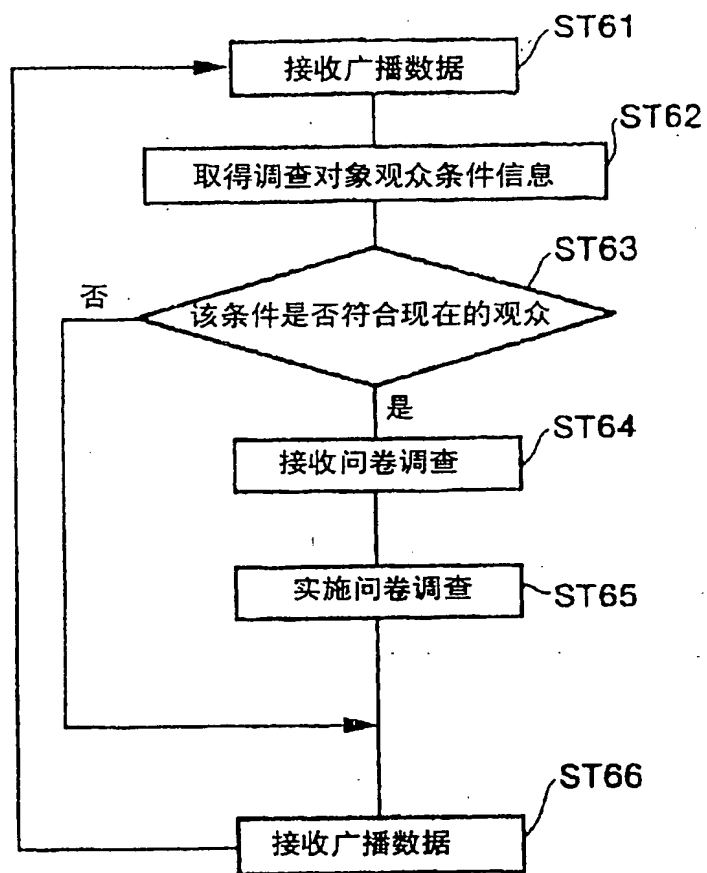 ST61
接收广播数据
ST62
取得调查对象观众条件信息
ST63
否
该条件是否符合现在的观众
是
ST64
接收问卷调查
实施问卷调查
ST65
ST66
接收广播数据